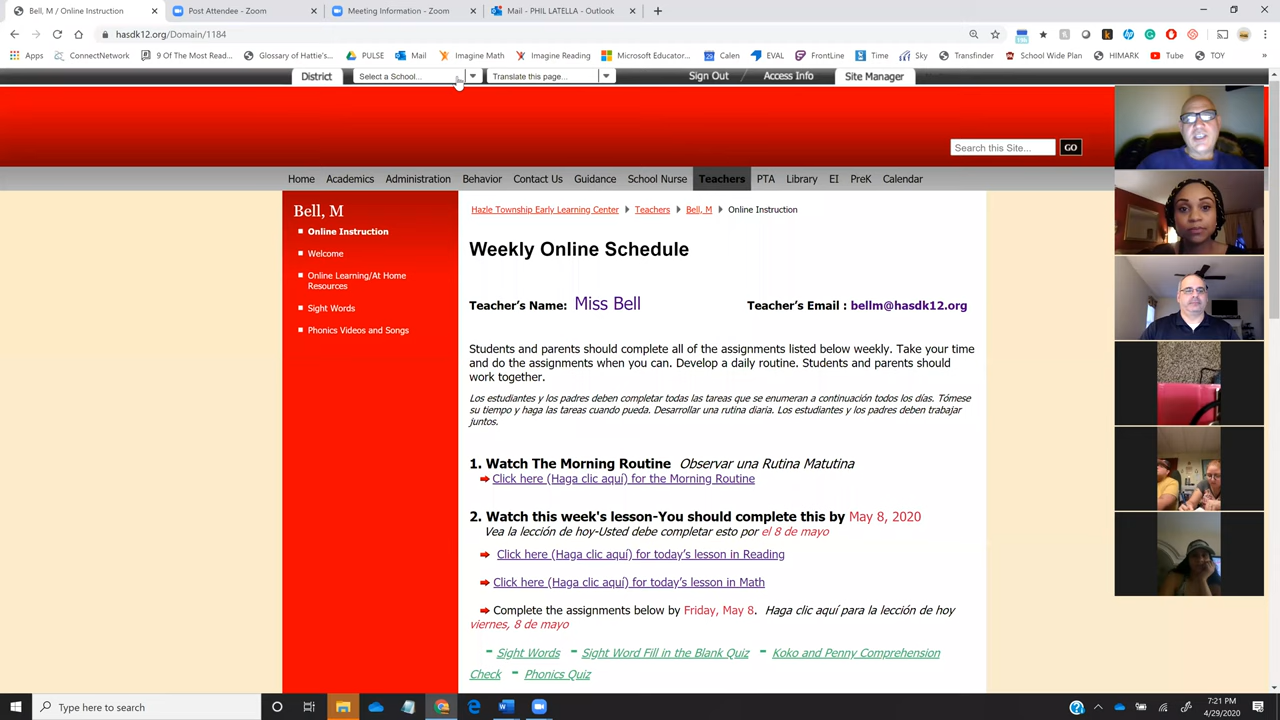 Bell, M / Online Instruction
Post Attendee - Zoom
Meeting Information - Zoom
Mail - PHIL LATELLA - Outlook
hasdk12.org/Domain/1184
Apps
ConnectNetwork
9 Of The Most Read...
Glossary of Hattie's...
PULSE
Mail
Imagine Math
Imagine Reading
Microsoft Educator...
Calen
EVAL
FrontLine
Time
Sky
Transfinder
School Wide Plan
HIMARK
Tube
TOY
District
Select a School...
Translate this page...
Sign Out
Access Info
Site Manager
Search this Site...
GO
Home Academics Administration Behavior Contact Us Guidance School Nurse Teachers PTA Library EI PreK Calendar
Bell, M
Online Instruction
Welcome
Online Learning/At Home
Resources
Sight Words
Phonics Videos and Songs
Hazle Township Early Learning Center Teachers Bell, M Online Instruction
Weekly Online Schedule
Teacher's Name: Miss Bell Teacher's Email : bellm@hasdk12.org
Students and parents should complete all of the assignments listed below weekly. Take your time
and do the assignments when you can. Develop a daily routine. Students and parents should
work together.
Los estudiantes y los padres deben completar todas las tareas que se enumeran a continuación todos los días. Tómese
su tiempo y haga las tareas cuando pueda. Desarrollar una rutina diaria. Los estudiantes y los padres deben trabajar
juntos.
1. Watch The Morning Routine Observar una Rutina Matutina
Click here (Haga clic aquí) for the Morning Routine
2. Watch this week's lesson-You should complete this by May 8, 2020
Vea la lección de hoy-Usted debe completar esto por el 8 de mayo
Click here (Haga clic aquí) for today's lesson in Reading
Click here (Haga clic aquí) for today's lesson in Math
Complete the assignments below by Friday, May 8. Haga clic aquí para la lección de hoy
viernes, 8 de mayo
- Sight Words - Sight Word Fill in the Blank Quiz - Koko and Penny Comprehension
Check - Phonics Quiz
Type here to search
7:21 PM
4/29/2020